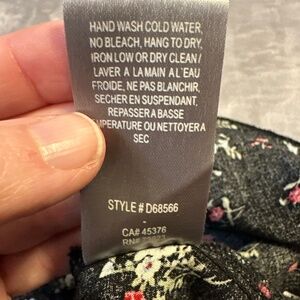 HAND WASH COLD WATER,
NO BLEACH, HANG TO DRY,
IRON LOW OR DRY CLEAN /
LAVER A LA MAIN A L'EAU
FROIDE, NE PAS BLANCHIR,
SECHER EN SUSPENDANT.
REPASSER A BASSE
OU NETTOYER A
SEC
STYLE # D68566
-
CA# 45376
RN#